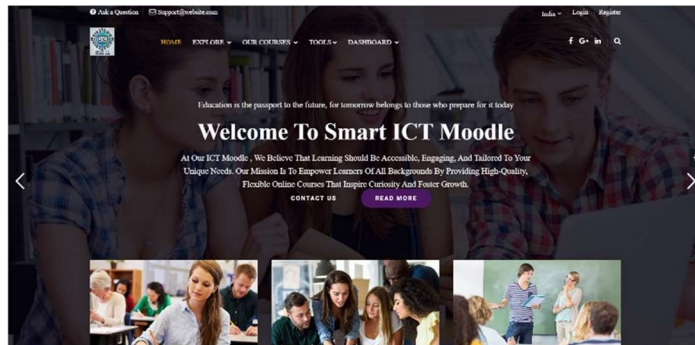 Ask a Question Support@website.com India Login Register
HOME EXPLORE OUR COURSES TOOLS DASHBOARD f G+ in
Education is the passport to the future, for tomorrow belongs to those who prepare for it today
Welcome To Smart ICT Moodle
At Our ICT Moodle , We Believe That Learning Should Be Accessible, Engaging, And Tailored To Your
Unique Needs. Our Mission Is To Empower Learners Of All Backgrounds By Providing High-Quality,
Flexible Online Courses That Inspire Curiosity And Foster Growth.
CONTACT US READ MORE